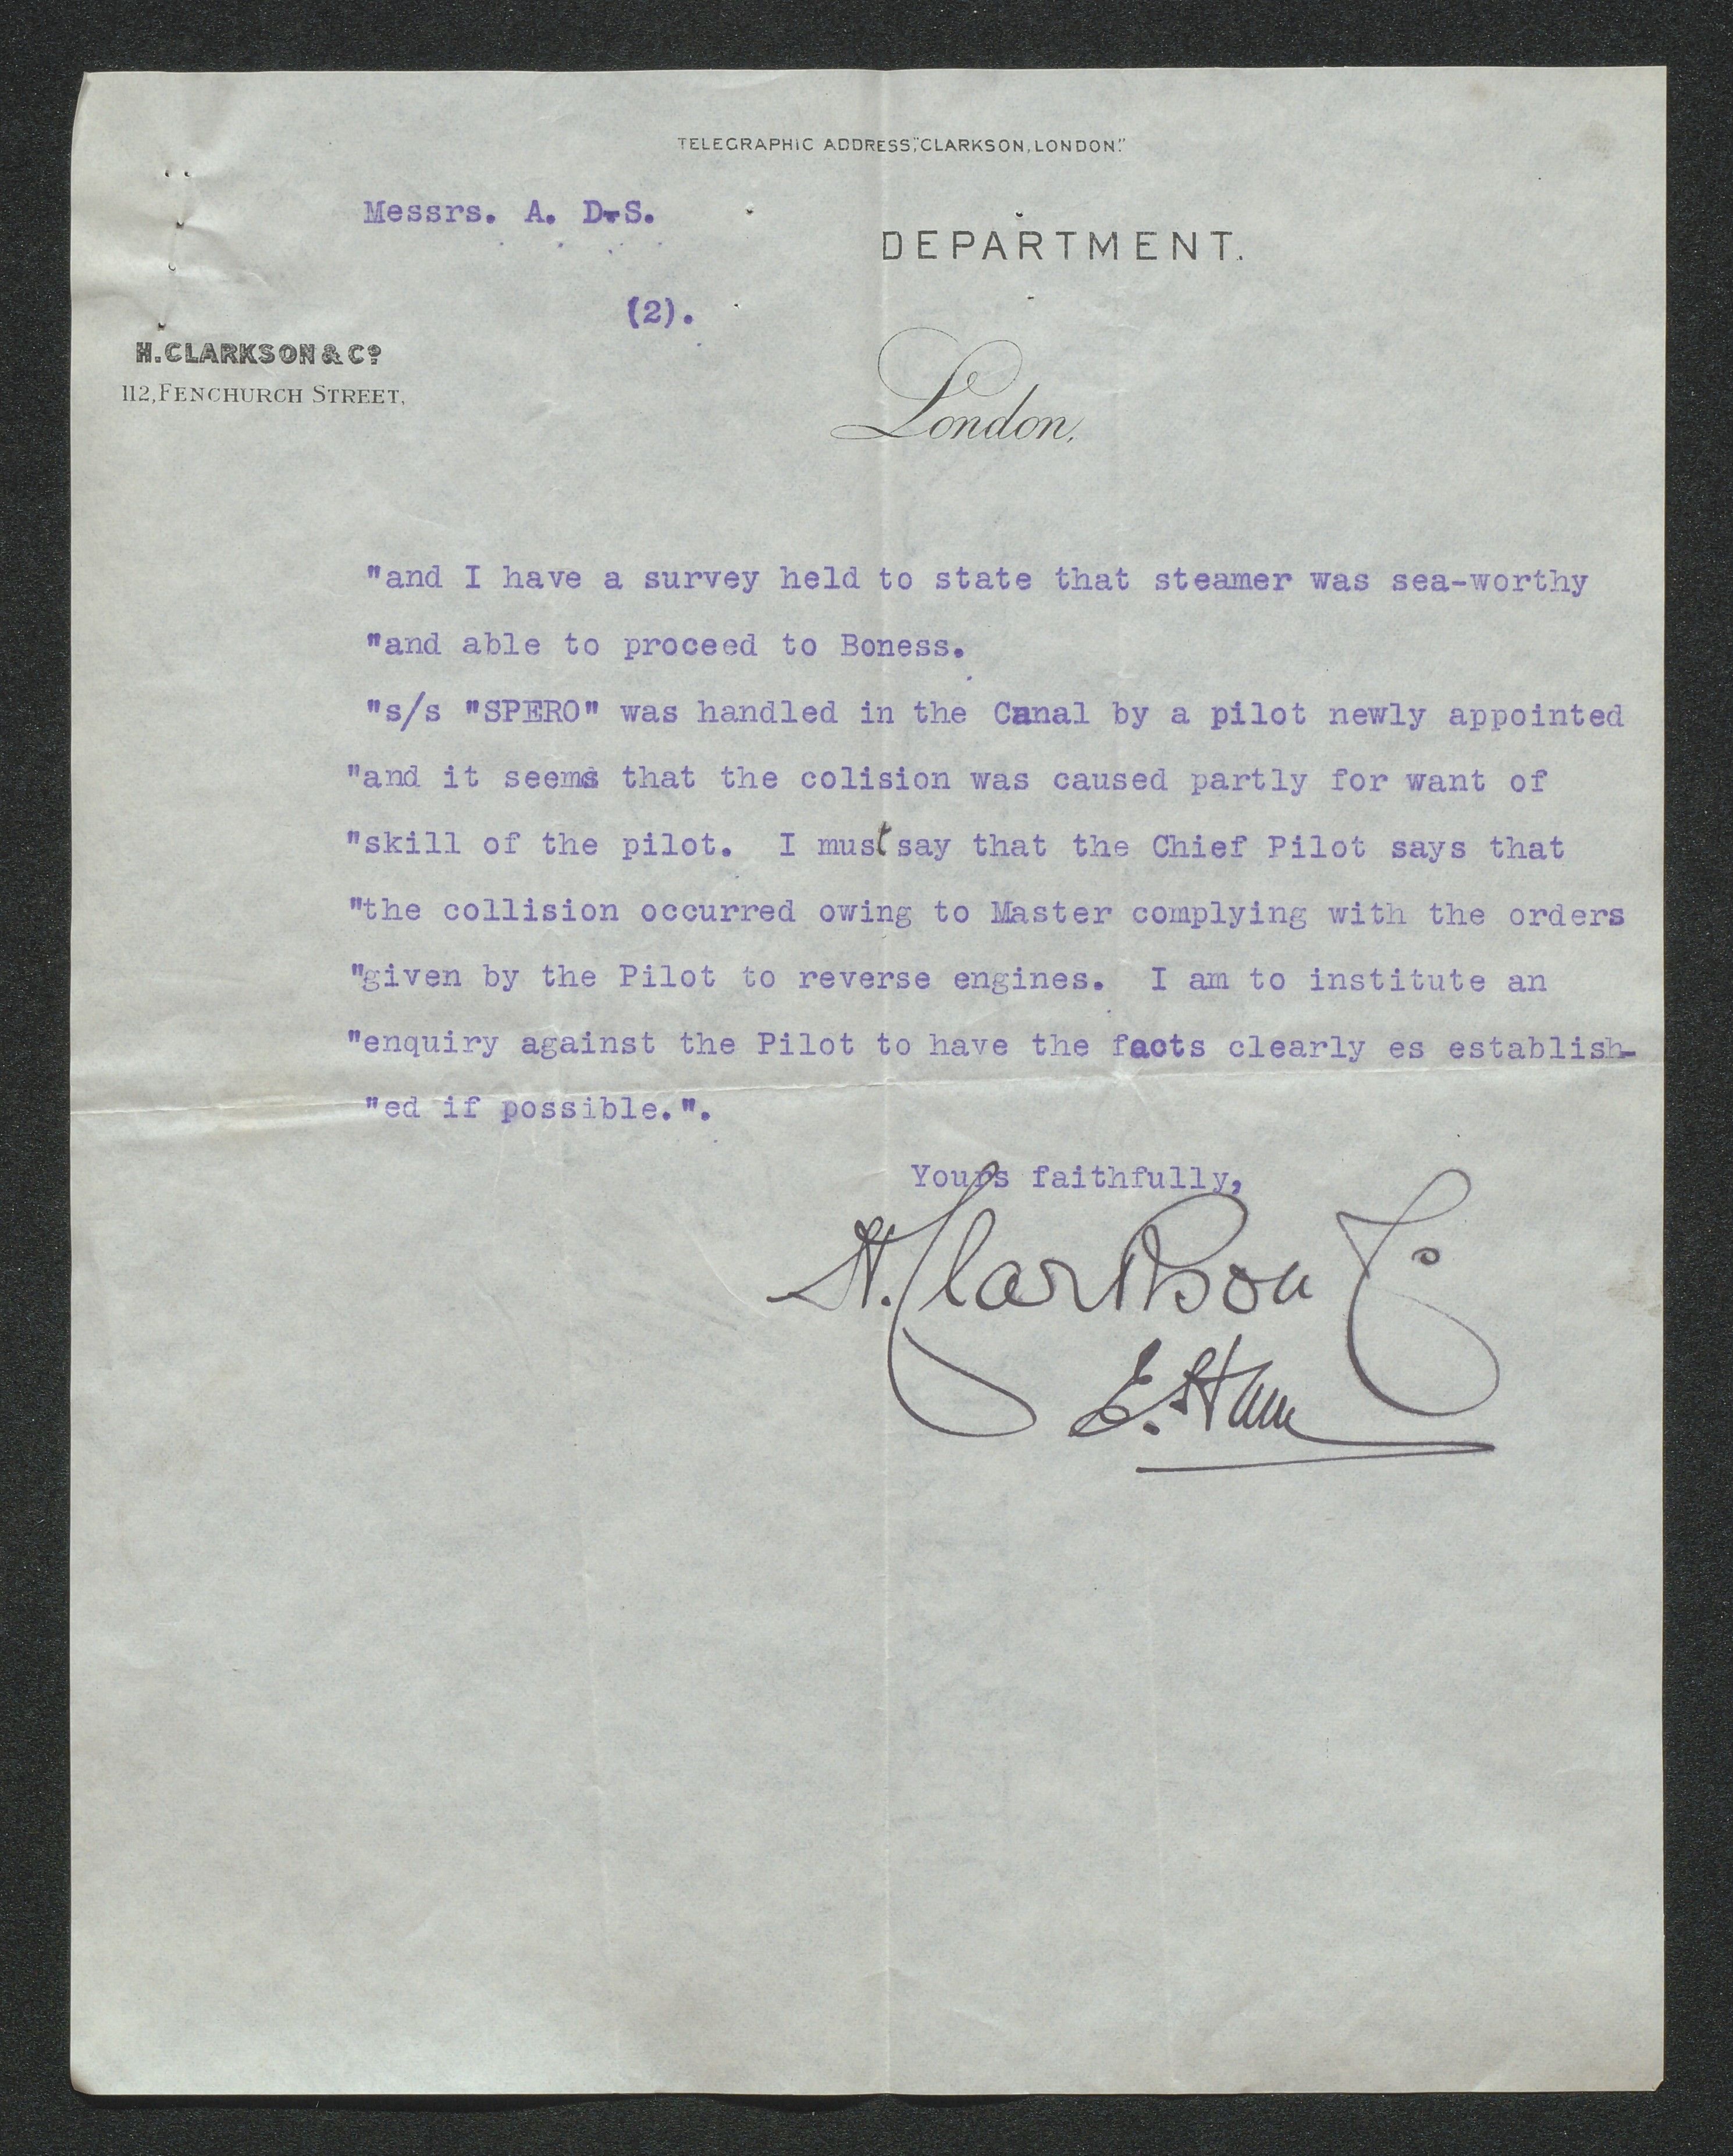 TELEGRAPHIC ADDRESS, "CLARKSON, LONDON."
Messrs. A. D. S.
DEPARTMENT.
(2).
H. CLARKSON & Co.
112, FENCHURCH STREET,
London,
"and I have a survey held to state that steamer was sea-worthy
"and able to proceed to Boness.
"s/s "SPERO" was handled in the Canal by a pilot newly appointed
"and it seems that the colision was caused partly for want of
"skill of the pilot. I must say that the Chief Pilot says that
"the collision occurred owing to Master complying with the orders
"given by the Pilot to reverse engines. I am to institute an
"enquiry against the Pilot to have the facts clearly es establish-
"ed if possible.".
Yours faithfully,
H. Clarkson Co